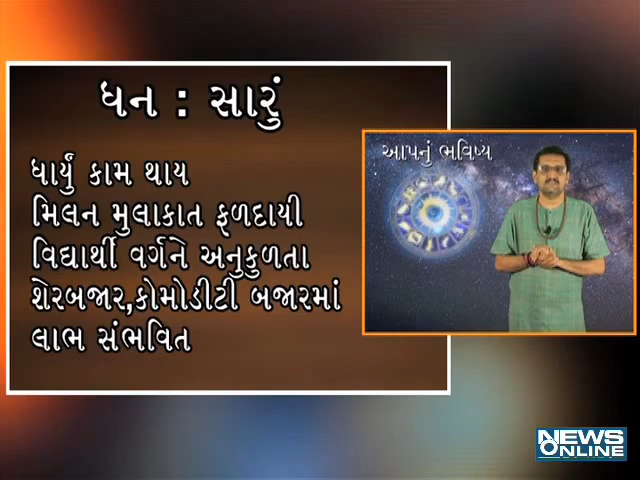 ધન : સારું
ધાર્યું કામ થાય
મિલન મુલાકાત ફળદાયી
વિદ્યાર્થી વર્ગને અનુકુળતા
શેરબજાર,કોમોડીટી બજારમાં
લાભ સંભવિત
આપનું ભવિષ્ય
NEWS
ONLINE